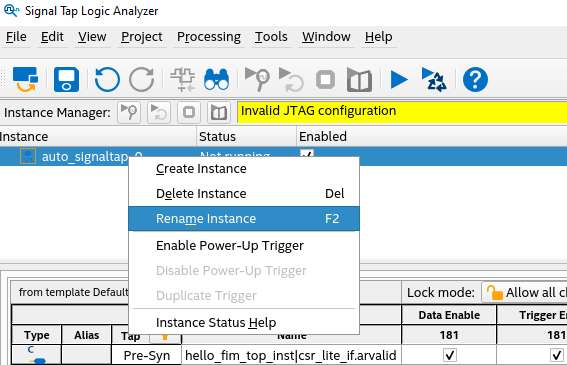 Signal Tap Logic Analyzer
File Edit View Project Processing Tools Window Help
Instance Manager: Invalid JTAG configuration
Instance Status Enabled
auto_signaltap_0 Not running
Create Instance
Delete Instance Del
Rename Instance F2
Enable Power-Up Trigger
Disable Power-Up Trigger
Duplicate Trigger
Instance Status Help
from template Default Lock mode: Allow all c
Data Enable Trigger E
Type Alias Tap Name 181 181
Pre-Syn hello_fim_top_inst|csr_lite_if.arvalid